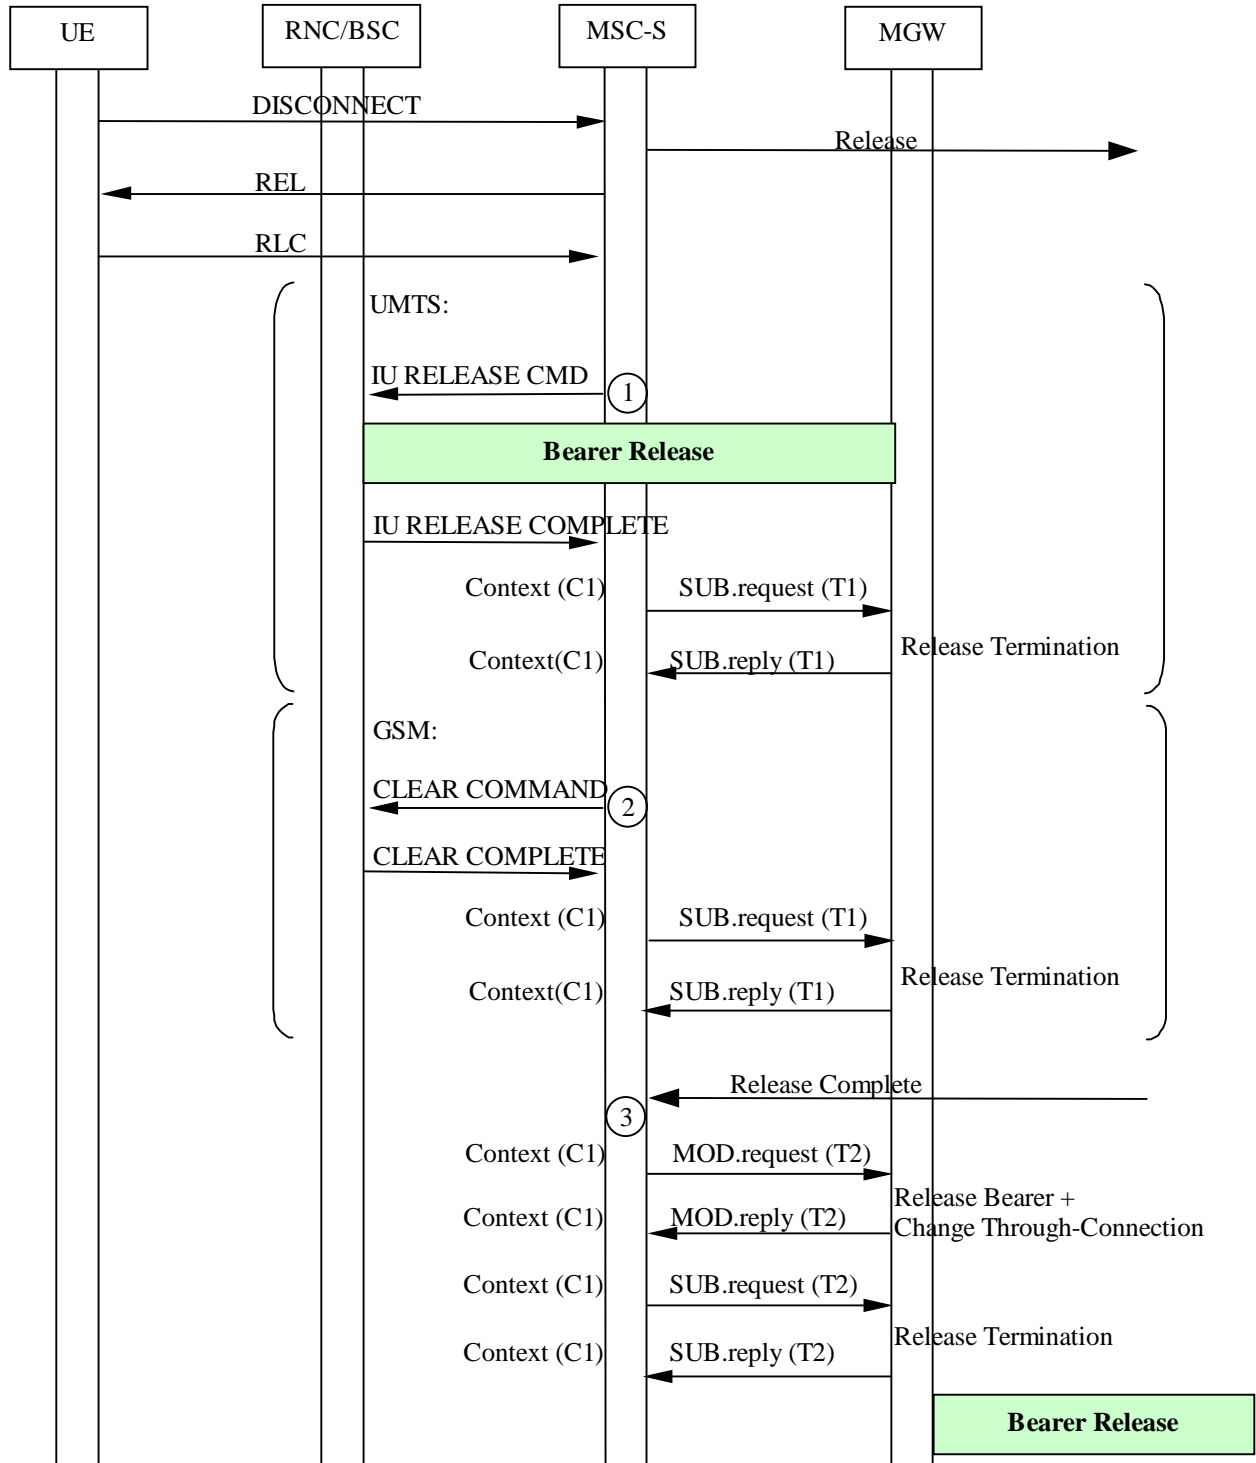 UE
RNC/BSC
MSC-S
MGW
DISCONNECT
Release
REL
RLC
UMTS:
IU RELEASE CMD
1
Bearer Release
IU RELEASE COMPLETE
Context (C1)
SUB.request (T1)
Release Termination
Context(C1)
SUB.reply (T1)
GSM:
CLEAR COMMAND
2
CLEAR COMPLETE
Context (C1)
SUB.request (T1)
Release Termination
Context(C1)
SUB.reply (T1)
Release Complete
3
Context (C1)
MOD.request (T2)
Release Bearer +
Change Through-Connection
Context (C1)
MOD.reply (T2)
Context (C1)
SUB.request (T2)
Release Termination
Context (C1)
SUB.reply (T2)
Bearer Release